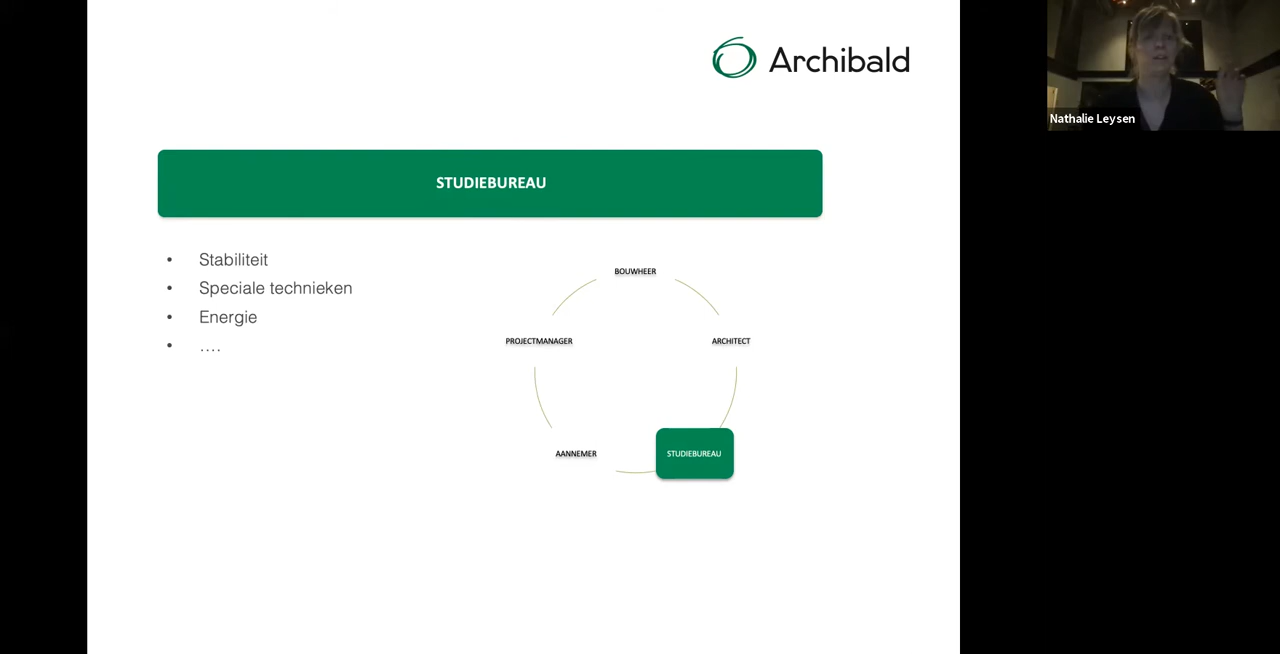 Archibald
Nathalie Leysen
STUDIEBUREAU
• Stabiliteit
• Speciale technieken
• Energie
• ....
BOUWHEER
PROJECTMANAGER
ARCHITECT
AANNEMER
STUDIEBUREAU